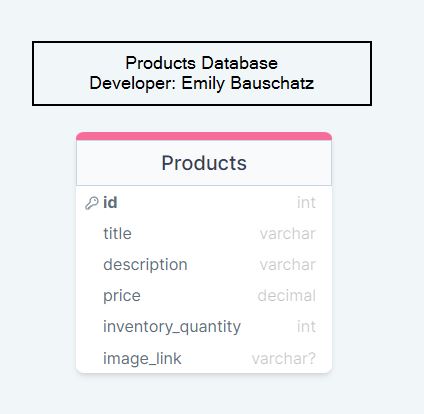 Products Database
Developer: Emily Bauschatz
Products
id int
title varchar
description varchar
price decimal
inventory_quantity int
image_link varchar?